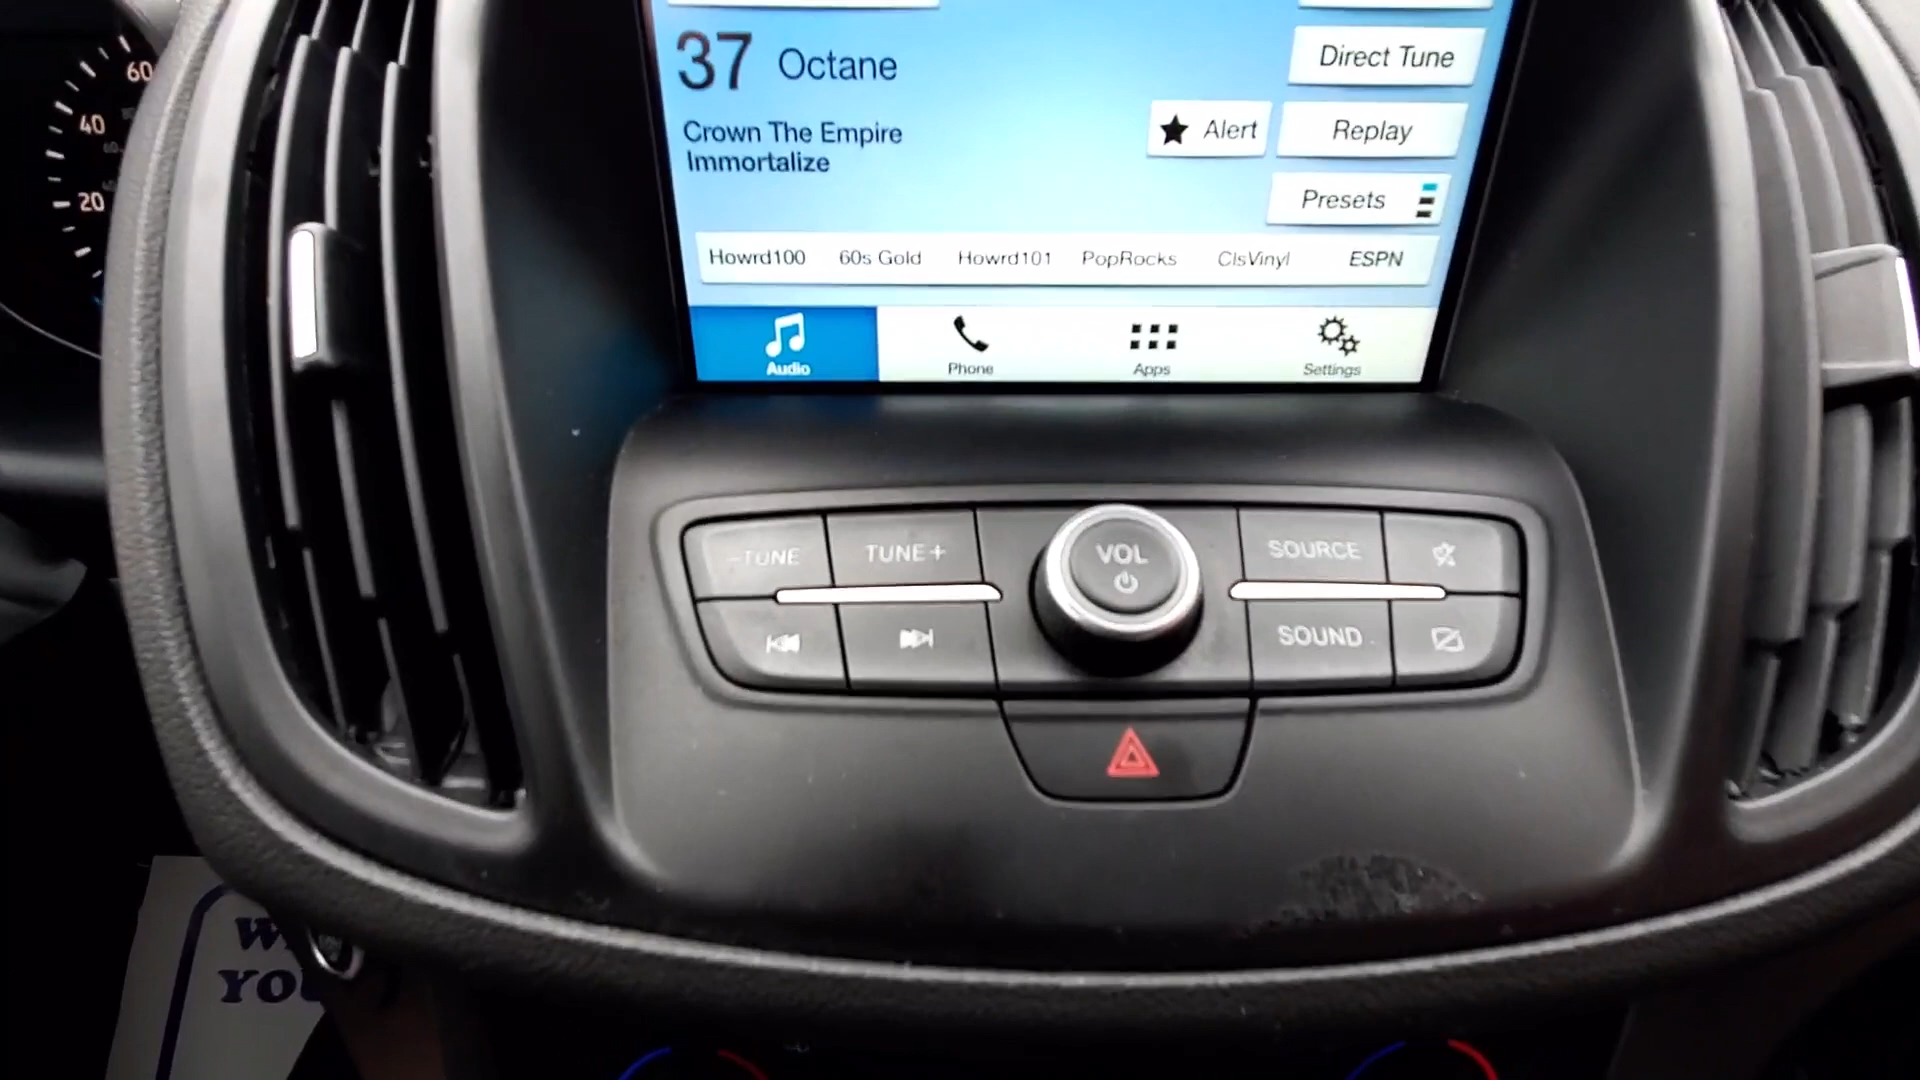 60
40
20
37 Octane
Direct Tune
Crown The Empire
Immortalize
Alert
Replay
Presets
Howrd100 60s Gold Howrd101 PopRocks ClsVinyl ESPN
Audio Phone Apps Settings
-TUNE TUNE+ VOL SOURCE
SOUND
YOU